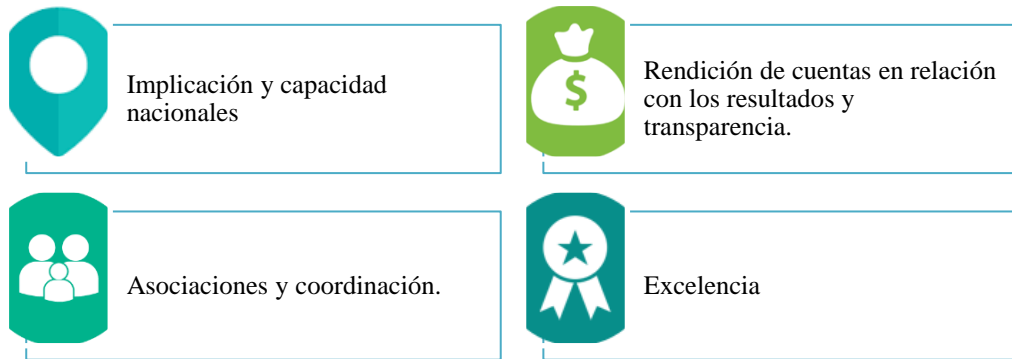 Implicación y capacidad
nacionales
Rendición de cuentas en relación
con los resultados y
transparencia.
$
Asociaciones y coordinación.
Excelencia